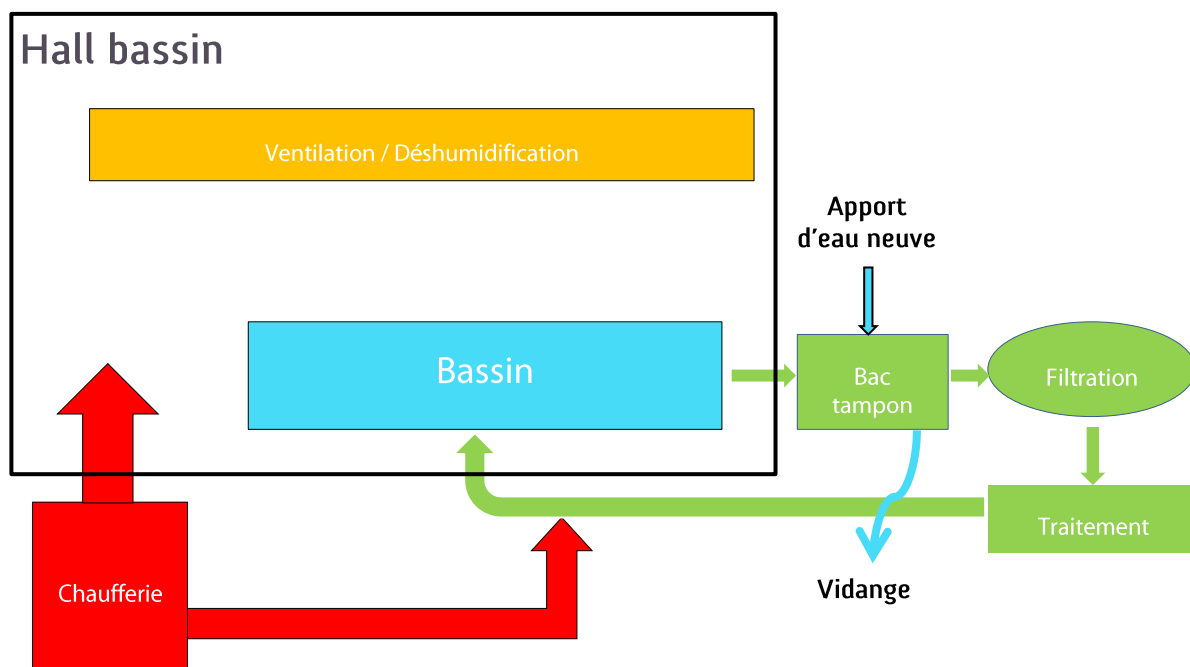 Hall bassin
Ventilation / Déshumidification
Apport
d'eau neuve
Bassin
Bac
tampon
Filtration
Traitement
Chaufferie
Vidange